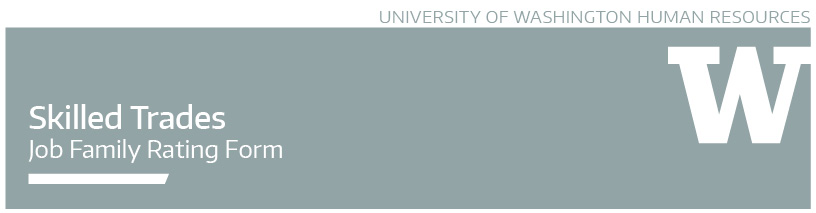 UNIVERSITY OF WASHINGTON HUMAN RESOURCES
W
Skilled Trades
Job Family Rating Form